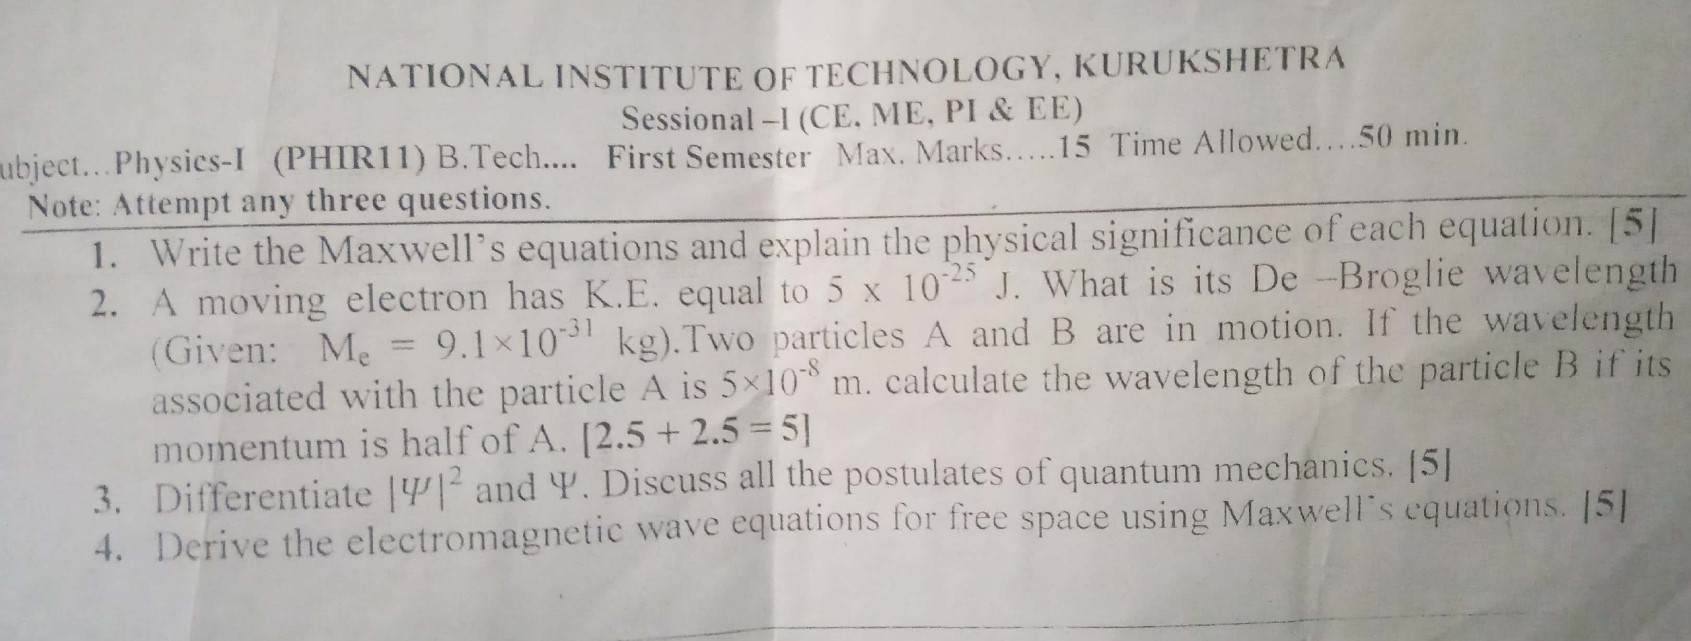 NATIONAL INSTITUTE OF TECHNOLOGY, KURUKSHETRA
Sessional –I (CE, ME, PI & EE)
ubject...Physics-I (PHIR11) B.Tech.... First Semester Max. Marks.....15 Time Allowed....50 min.
Note: Attempt any three questions.
1. Write the Maxwell's equations and explain the physical significance of each equation. [5]
2. A moving electron has K.E. equal to 5 x 10⁻²⁵ J. What is its De –Broglie wavelength
(Given: Mₑ = 9.1×10⁻³¹ kg).Two particles A and B are in motion. If the wavelength
associated with the particle A is 5×10⁻⁸ m. calculate the wavelength of the particle B if its
momentum is half of A. [2.5 + 2.5 = 5]
3. Differentiate |Ψ|² and Ψ. Discuss all the postulates of quantum mechanics. [5]
4. Derive the electromagnetic wave equations for free space using Maxwell's equations. [5]